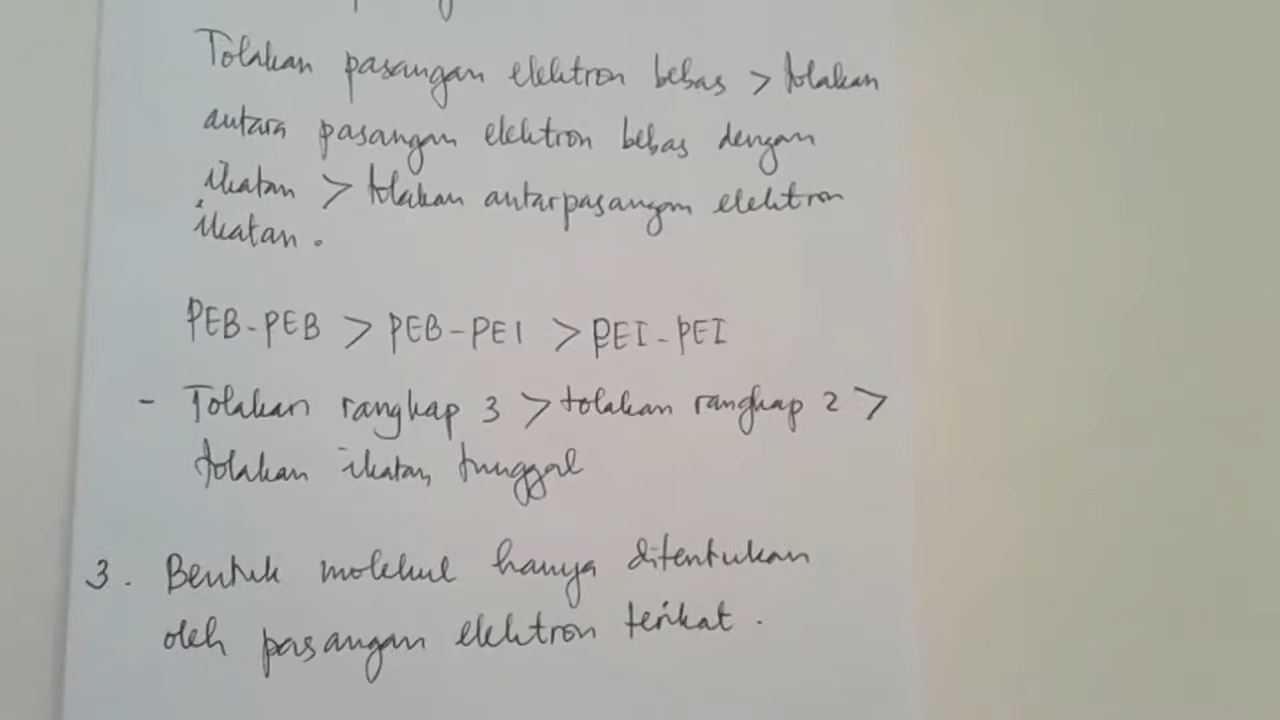 Tolakan pasangan elektron bebas > tolakan
antara pasangan elektron bebas dengan
ikatan > tolakan antarpasangan elektron
ikatan.
PEB-PEB > PEB-PEI > PEI-PEI
- Tolakan rangkap 3 > tolakan rangkap 2 >
tolakan ikatan tunggal
3. Bentuk molekul hanya ditentukan
oleh pasangan elektron terikat.